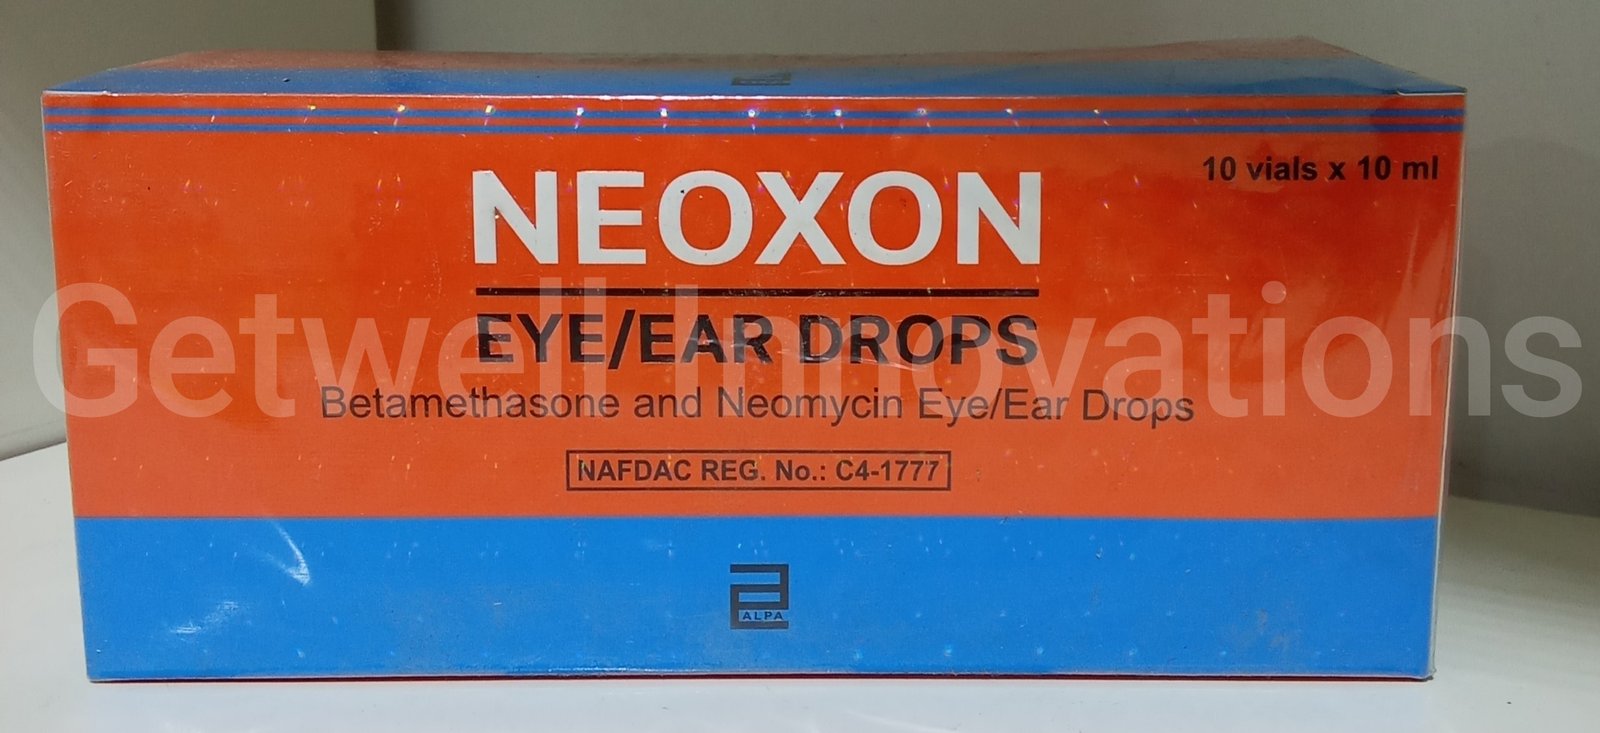 10 vials x 10 ml
NEOXON
EYE/EAR DROPS
Getwell Innovations
Betamethasone and Neomycin Eye/Ear Drops
NAFDAC REG. No.: C4-1777
ALPA